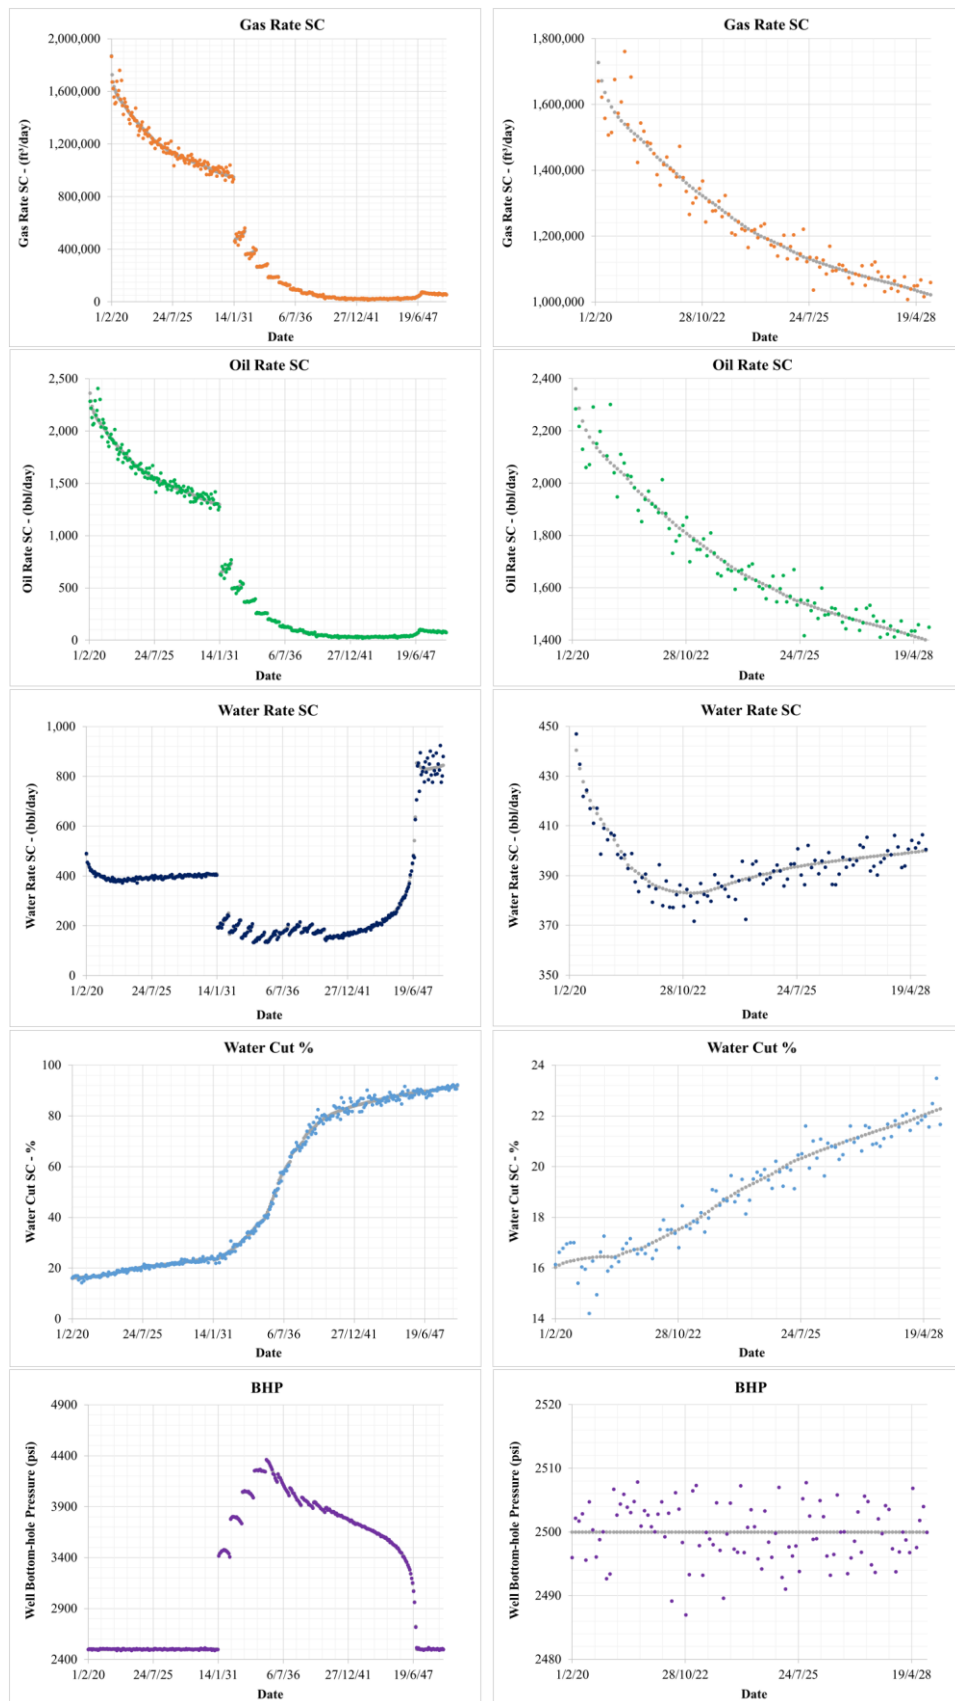 Gas Rate SC
Gas Rate SC - (ft³/day)
2,000,000
1,600,000
1,200,000
800,000
400,000
0
1/2/20 24/7/25 14/1/31 6/7/36 27/12/41 19/6/47
Date
Gas Rate SC
Gas Rate SC - (ft³/day)
1,800,000
1,600,000
1,400,000
1,200,000
1,000,000
1/2/20 28/10/22 24/7/25 19/4/28
Date
Oil Rate SC
Oil Rate SC - (bbl/day)
2,500
2,000
1,500
1,000
500
0
1/2/20 24/7/25 14/1/31 6/7/36 27/12/41 19/6/47
Date
Oil Rate SC
Oil Rate SC - (bbl/day)
2,400
2,200
2,000
1,800
1,600
1,400
1/2/20 28/10/22 24/7/25 19/4/28
Date
Water Rate SC
Water Rate SC - (bbl/day)
1,000
800
600
400
200
0
1/2/20 24/7/25 14/1/31 6/7/36 27/12/41 19/6/47
Date
Water Rate SC
Water Rate SC - (bbl/day)
450
430
410
390
370
350
1/2/20 28/10/22 24/7/25 19/4/28
Date
Water Cut %
Water Cut SC - %
100
80
60
40
20
0
1/2/20 24/7/25 14/1/31 6/7/36 27/12/41 19/6/47
Date
Water Cut %
Water Cut SC - %
24
22
20
18
16
14
1/2/20 28/10/22 24/7/25 19/4/28
Date
BHP
Well Bottom-hole Pressure (psi)
4900
4400
3900
3400
2900
2400
1/2/20 24/7/25 14/1/31 6/7/36 27/12/41 19/6/47
Date
BHP
Well Bottom-hole Pressure (psi)
2520
2510
2500
2490
2480
1/2/20 28/10/22 24/7/25 19/4/28
Date